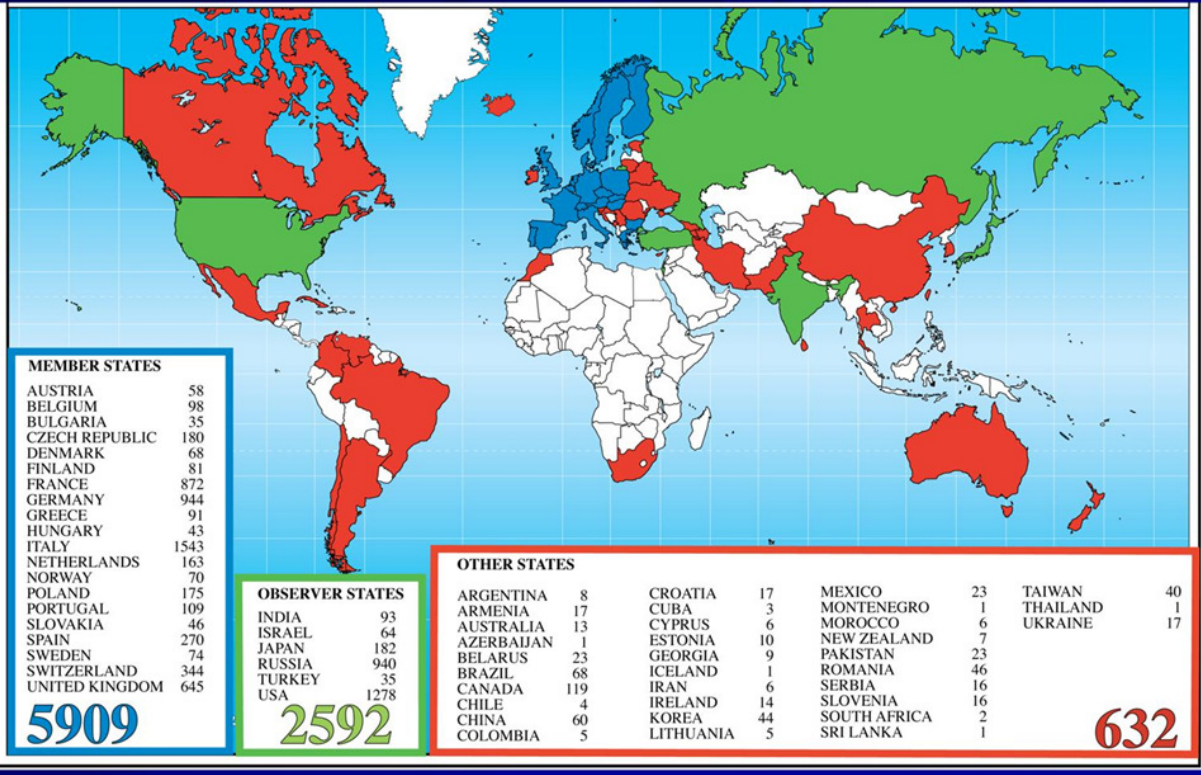 MEMBER STATES
AUSTRIA 58
BELGIUM 98
BULGARIA 35
CZECH REPUBLIC 180
DENMARK 68
FINLAND 81
FRANCE 872
GERMANY 944
GREECE 91
HUNGARY 43
ITALY 1543
NETHERLANDS 163
NORWAY 70
POLAND 175
PORTUGAL 109
SLOVAKIA 46
SPAIN 270
SWEDEN 74
SWITZERLAND 344
UNITED KINGDOM 645
5909
OBSERVER STATES
INDIA 93
ISRAEL 64
JAPAN 182
RUSSIA 940
TURKEY 35
USA 1278
2592
OTHER STATES
ARGENTINA 8
ARMENIA 17
AUSTRALIA 13
AZERBAIJAN 1
BELARUS 23
BRAZIL 68
CANADA 119
CHILE 4
CHINA 60
COLOMBIA 5
CROATIA 17
CUBA 3
CYPRUS 6
ESTONIA 10
GEORGIA 9
ICELAND 1
IRAN 6
IRELAND 14
KOREA 44
LITHUANIA 5
MEXICO 23
MONTENEGRO 1
MOROCCO 6
NEW ZEALAND 7
PAKISTAN 23
ROMANIA 46
SERBIA 16
SLOVENIA 16
SOUTH AFRICA 2
SRI LANKA 1
TAIWAN 40
THAILAND 1
UKRAINE 17
632